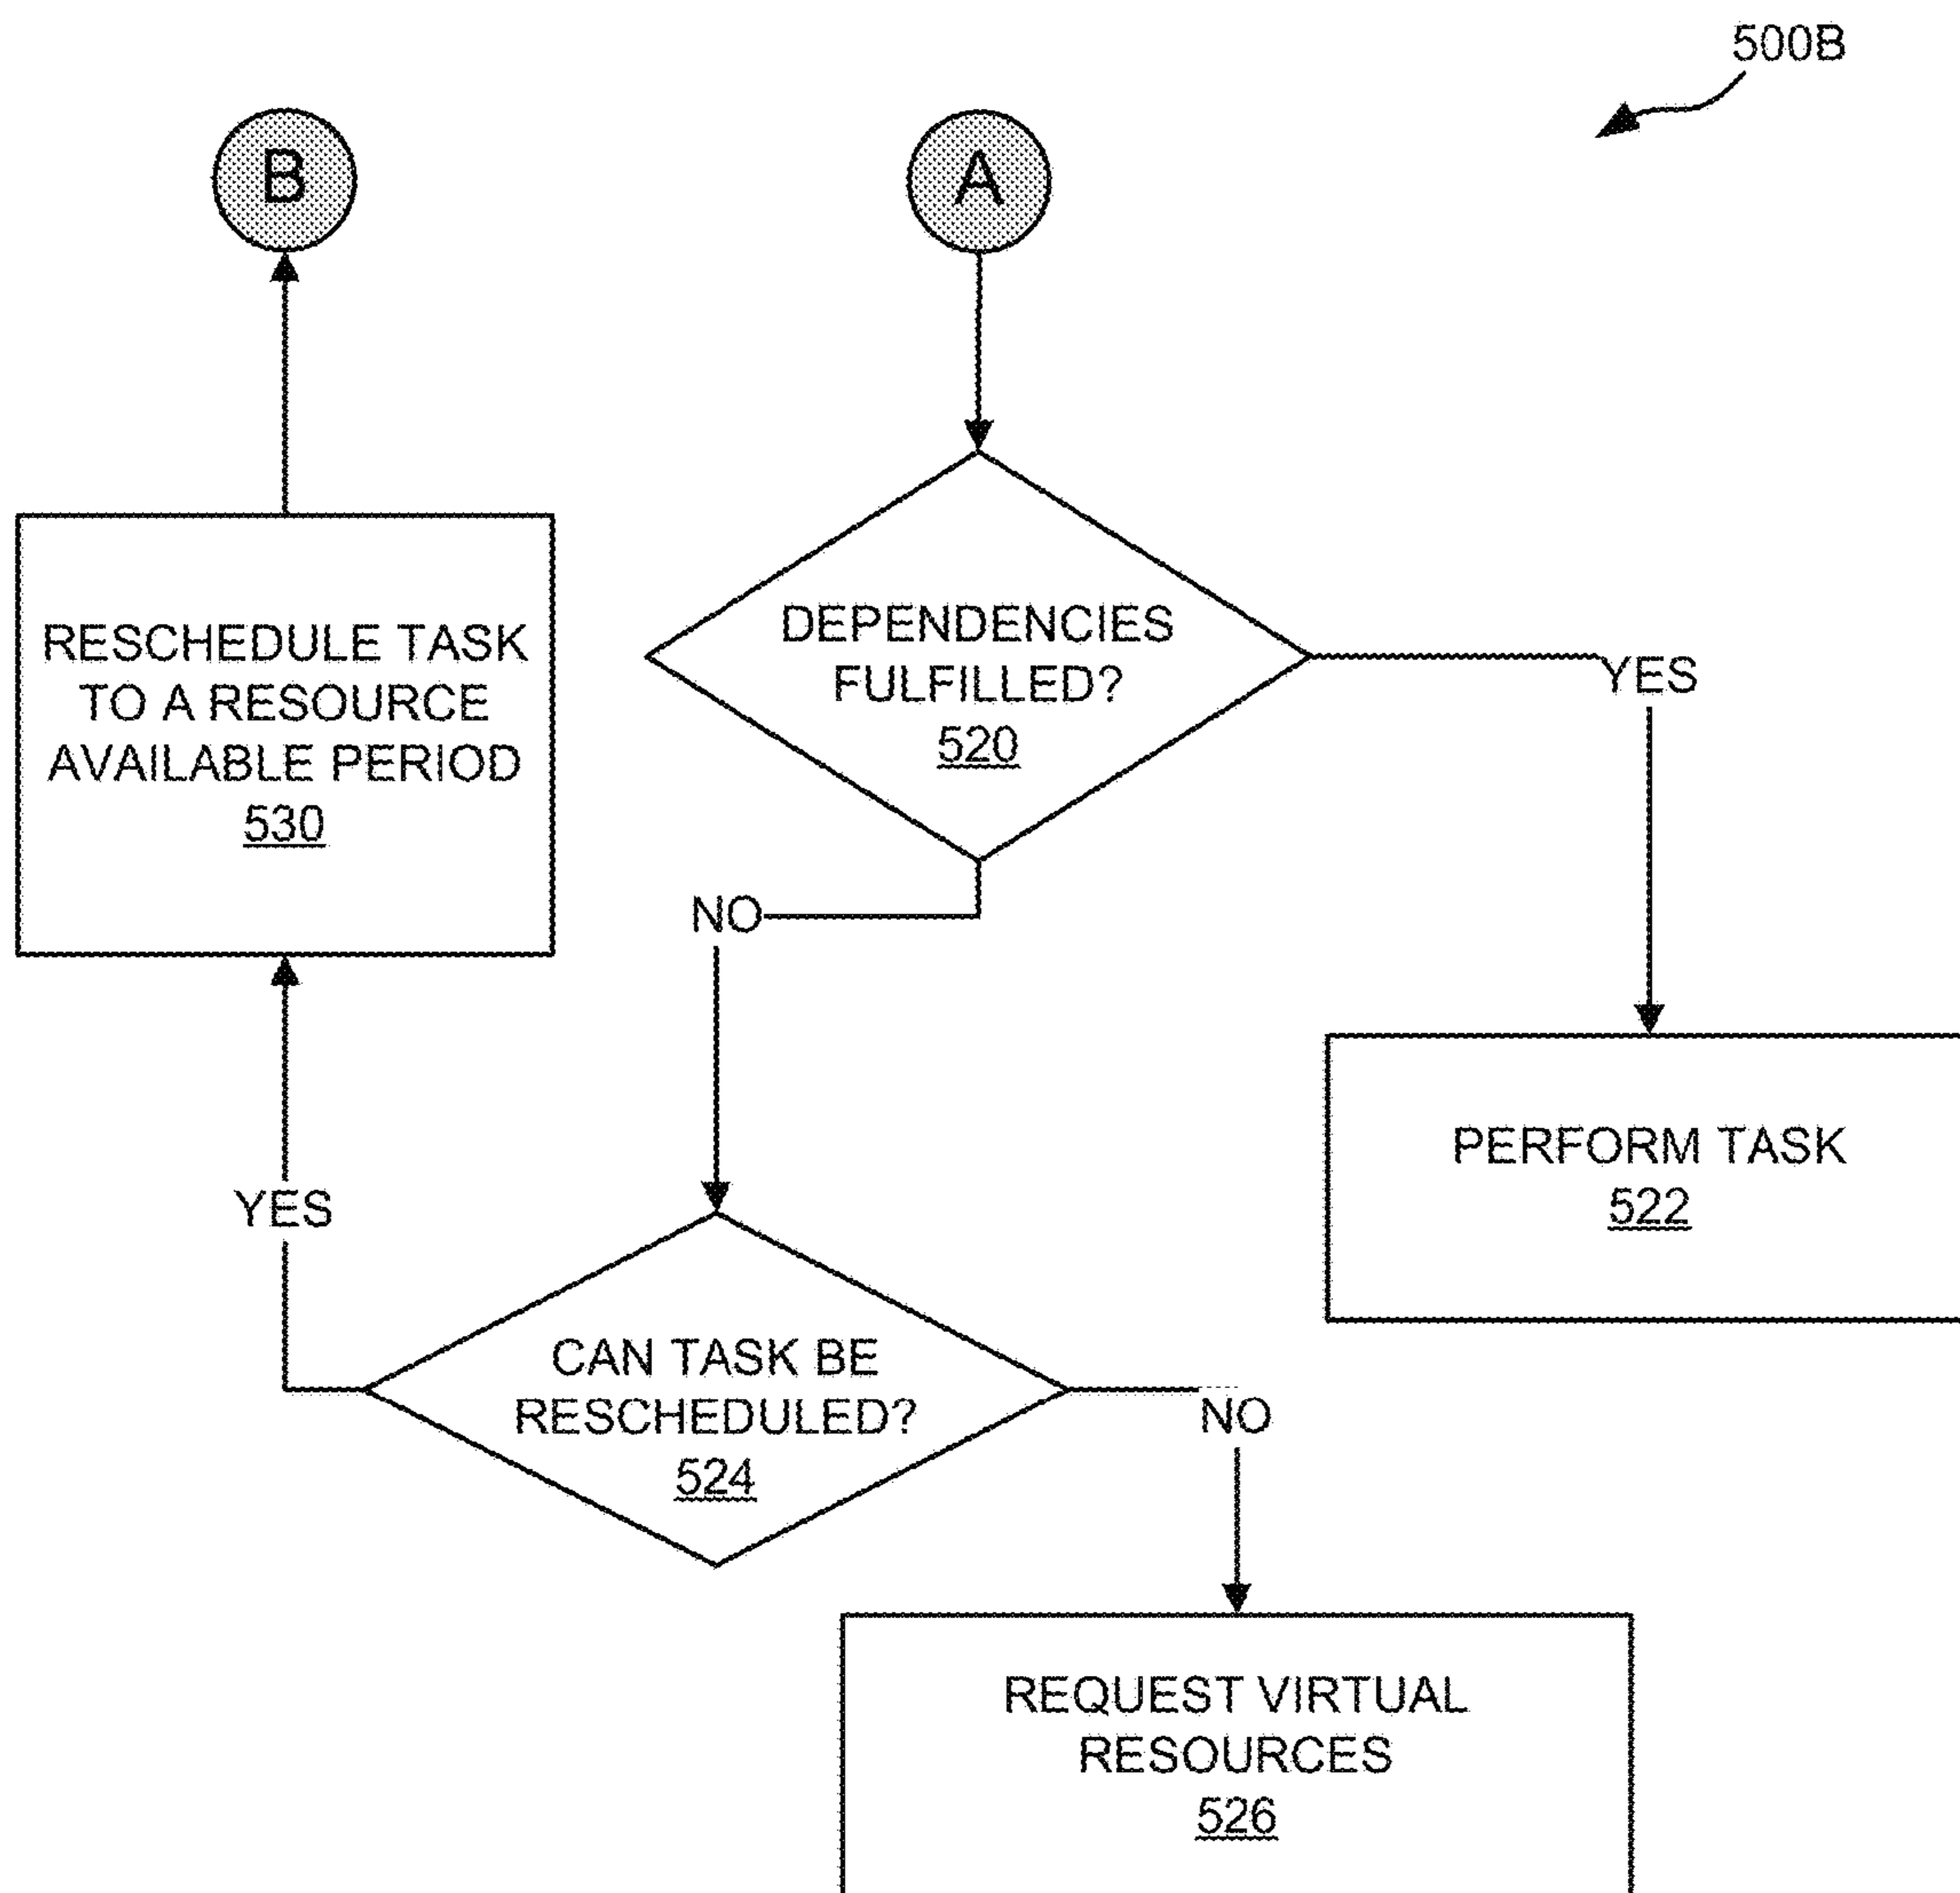 500B
B
A
RESCHEDULE TASK
TO A RESOURCE
AVAILABLE PERIOD
530
DEPENDENCIES
FULFILLED?
520
YES
NO
PERFORM TASK
522
YES
CAN TASK BE
RESCHEDULED?
524
NO
REQUEST VIRTUAL
RESOURCES
526